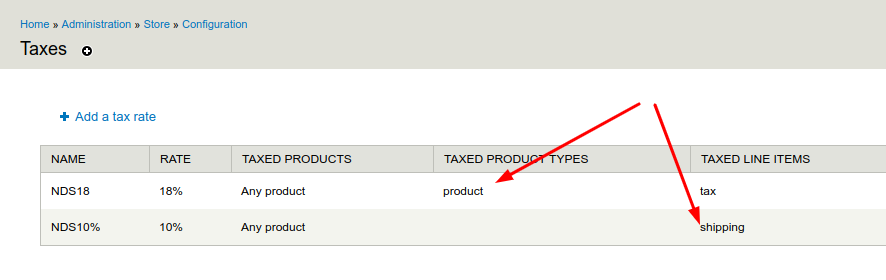 Home » Administration » Store » Configuration
Taxes
Add a tax rate
NAME RATE TAXED PRODUCTS TAXED PRODUCT TYPES TAXED LINE ITEMS
NDS18 18% Any product product tax
NDS10% 10% Any product shipping